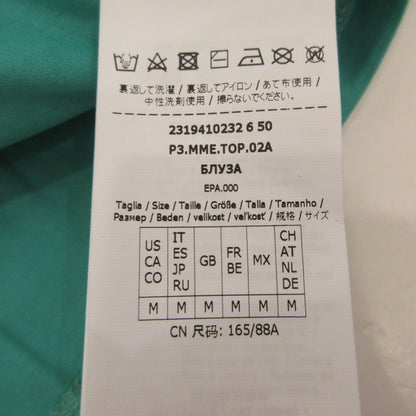 裏返して洗濯 / 裏返してアイロン / あて布使用 /
中性洗剤使用 / 擦らないでください
2319410232 6 50
P3.MME.TOP.02A
БЛУЗА
EPA.000
Taglia / Size / Taille / Größe / Talla / Tamanho /
Размер / Beden / velikost / veľkosť / 规格 / サイズ
US CA CO | IT ES JP RU | GB | FR BE | MX | CH AT NL DE
M | M | M | M | M | M
CN 尺码: 165/88A